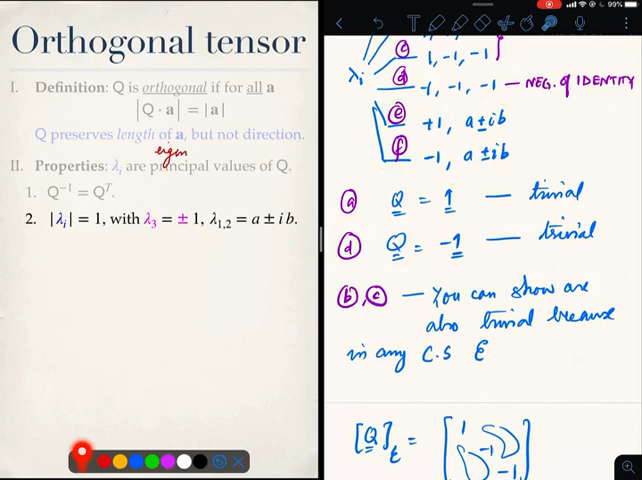 99%
Orthogonal tensor
I. Definition: Q is orthogonal if for all a
|Q · a| = |a|
Q preserves length of a, but not direction.
eigen
II. Properties: λᵢ are principal values of Q.
1. Q⁻¹ = Qᵀ.
2. |λᵢ| = 1, with λ₃ = ± 1, λ₁,₂ = a ± i b.
c 1, -1, -1
λᵢ
d -1, -1, -1 — NEG. of IDENTITY
e +1, a ± ib
f -1, a ± ib
a Q = 1 — trivial
d Q = -1 — trivial
b, c — You can show are
also trivial because
in any C.S E
[Q]_E = [1
-1
-1]